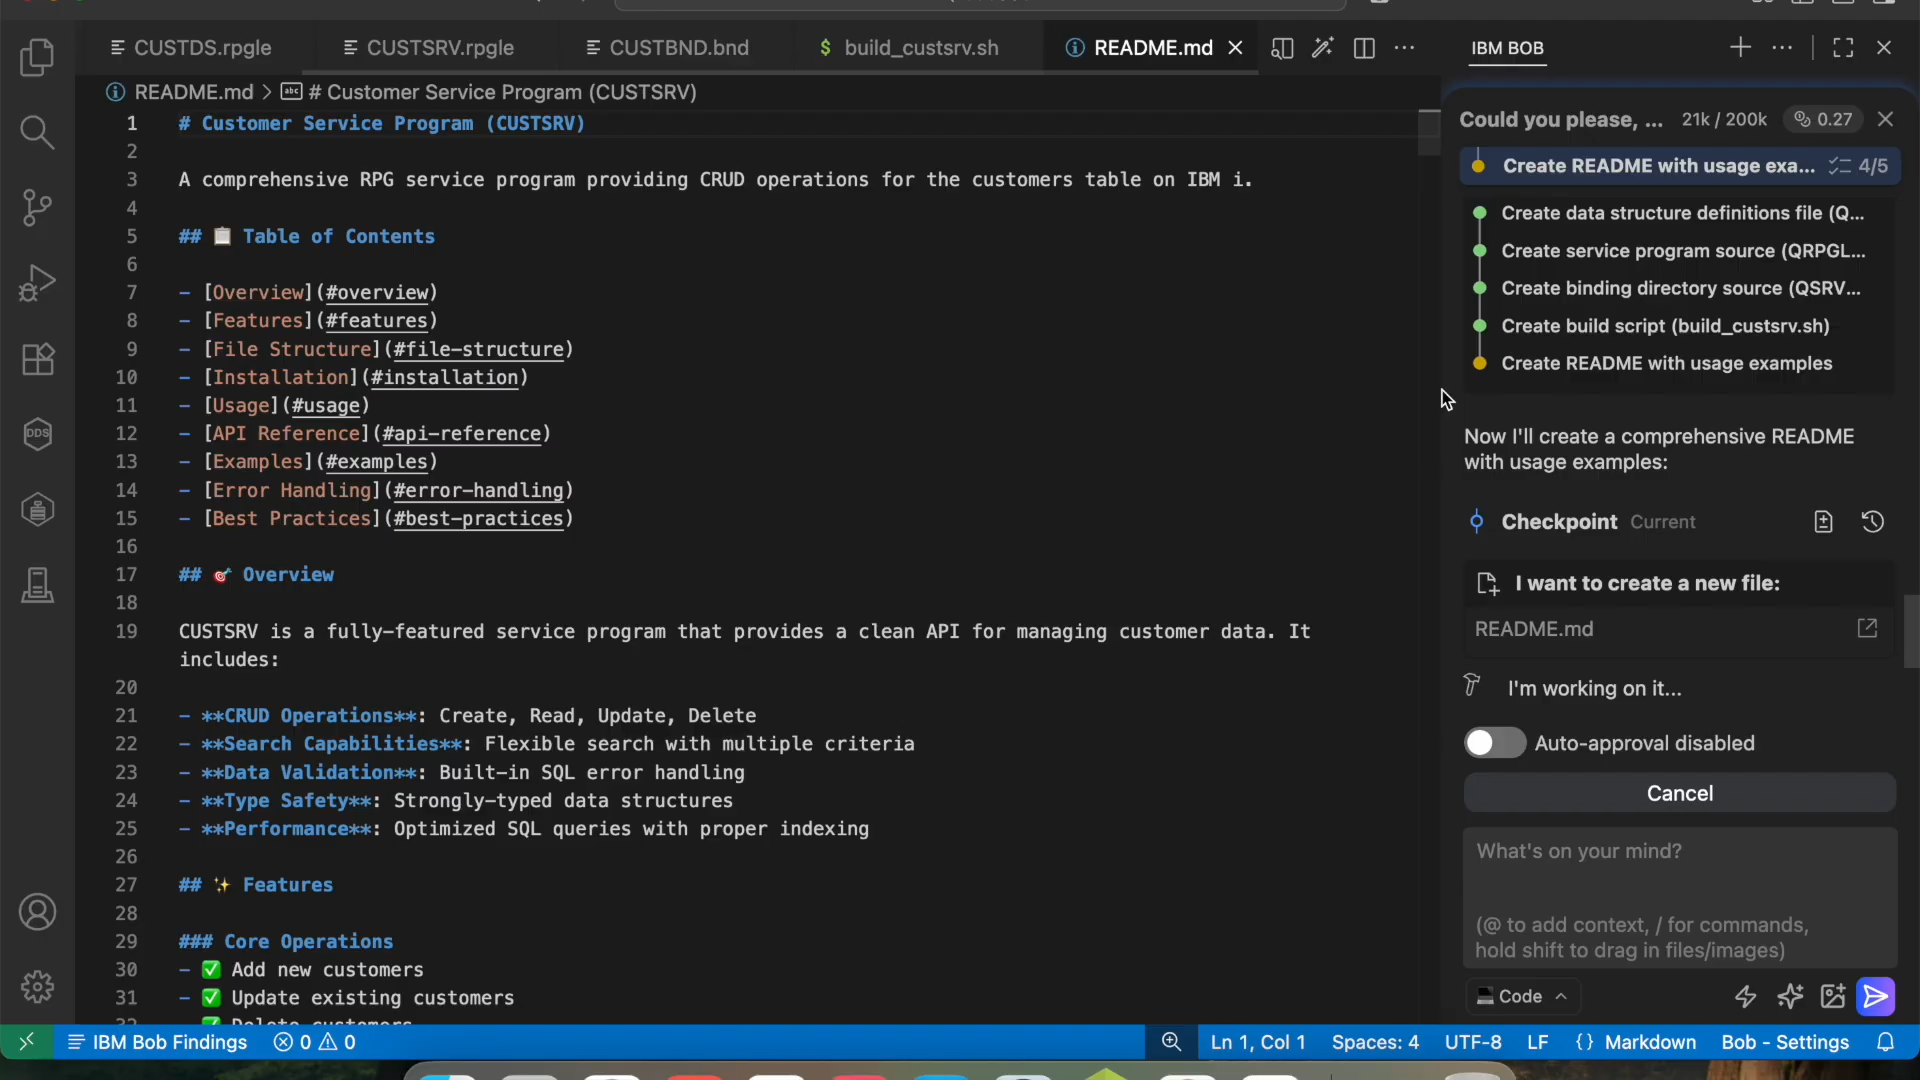 CUSTDS.rpgle
CUSTSRV.rpgle
CUSTBND.bnd
$ build_custsrv.sh
README.md
IBM BOB
README.md > # Customer Service Program (CUSTSRV)
1 # Customer Service Program (CUSTSRV)
2
3 A comprehensive RPG service program providing CRUD operations for the customers table on IBM i.
4
5 ## 📋 Table of Contents
6
7 - [Overview](#overview)
8 - [Features](#features)
9 - [File Structure](#file-structure)
10 - [Installation](#installation)
11 - [Usage](#usage)
12 - [API Reference](#api-reference)
13 - [Examples](#examples)
14 - [Error Handling](#error-handling)
15 - [Best Practices](#best-practices)
16
17 ## 🎯 Overview
18
19 CUSTSRV is a fully-featured service program that provides a clean API for managing customer data. It
includes:
20
21 - **CRUD Operations**: Create, Read, Update, Delete
22 - **Search Capabilities**: Flexible search with multiple criteria
23 - **Data Validation**: Built-in SQL error handling
24 - **Type Safety**: Strongly-typed data structures
25 - **Performance**: Optimized SQL queries with proper indexing
26
27 ## ✨ Features
28
29 ### Core Operations
30 - ✅ Add new customers
31 - ✅ Update existing customers
Could you please, ... 21k / 200k 0.27
Create README with usage exa... 4/5
Create data structure definitions file (Q...
Create service program source (QRPGL...
Create binding directory source (QSRV...
Create build script (build_custsrv.sh)
Create README with usage examples
Now I'll create a comprehensive README
with usage examples:
Checkpoint Current
I want to create a new file:
README.md
I'm working on it...
Auto-approval disabled
Cancel
What's on your mind?
(@ to add context, / for commands,
hold shift to drag in files/images)
Code
DDS
IBM Bob Findings 0 0 Ln 1, Col 1 Spaces: 4 UTF-8 LF {} Markdown Bob - Settings